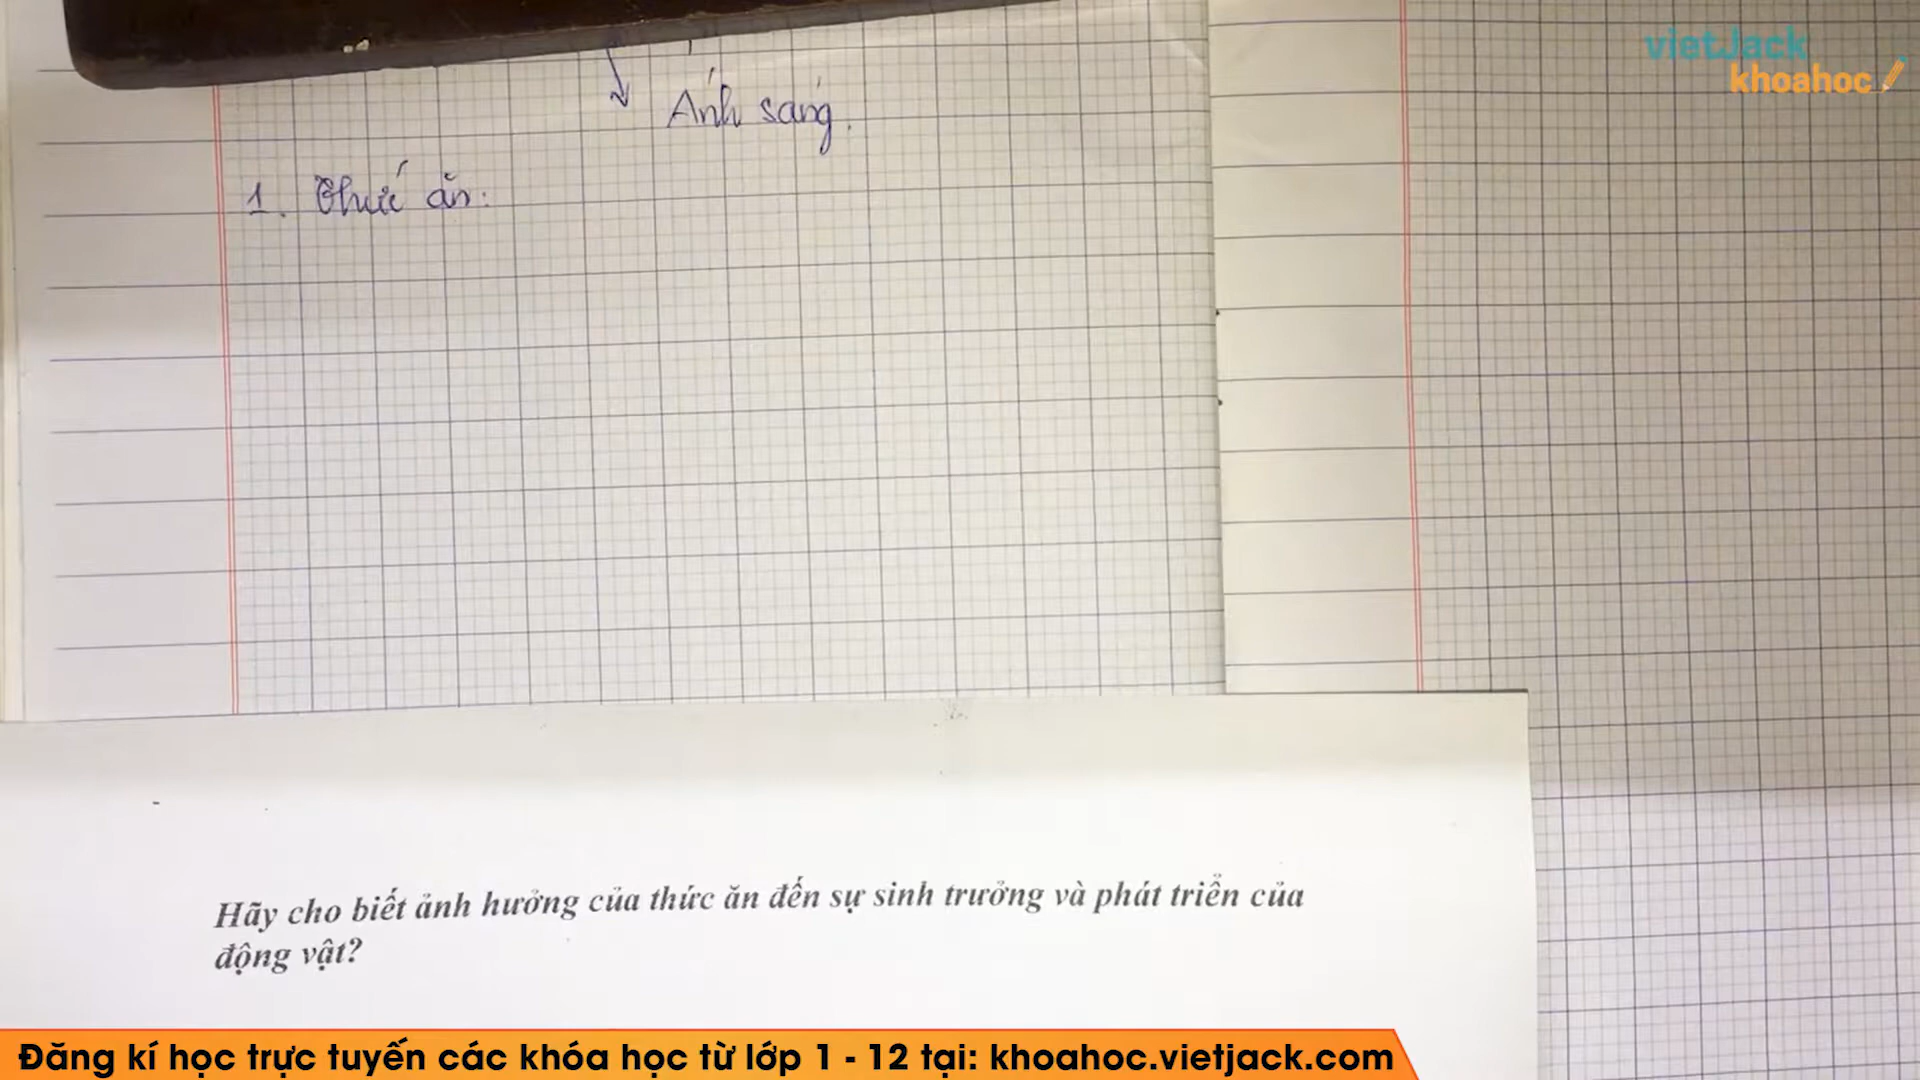 vietJack
khoahoc
Ánh sáng.
1. Thức ăn:
Hãy cho biết ảnh hưởng của thức ăn đến sự sinh trưởng và phát triển của
động vật?
Đăng kí học trực tuyến các khóa học từ lớp 1 - 12 tại: khoahoc.vietjack.com